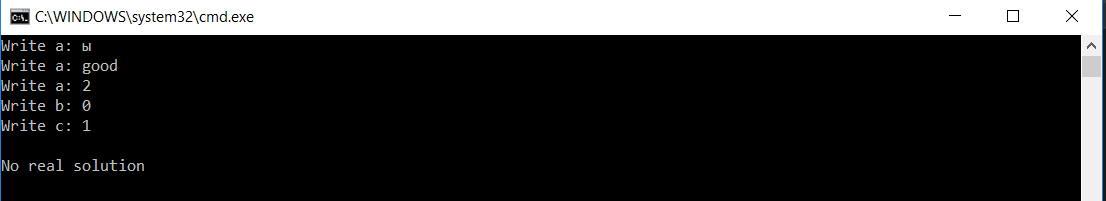 C:\WINDOWS\system32\cmd.exe
Write a: ы
Write a: good
Write a: 2
Write b: 0
Write c: 1
No real solution